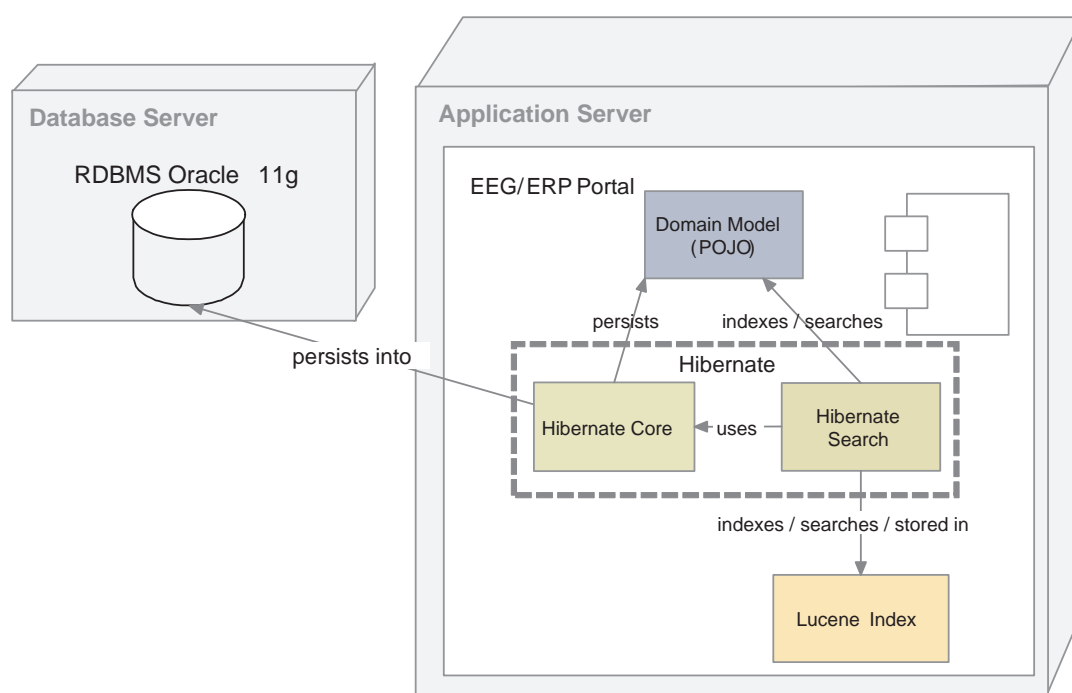 Database Server
RDBMS Oracle 11g
Application Server
EEG/ERP Portal
Domain Model
(POJO)
persists
indexes / searches
persists into
Hibernate
Hibernate Core
uses
Hibernate
Search
indexes / searches / stored in
Lucene Index